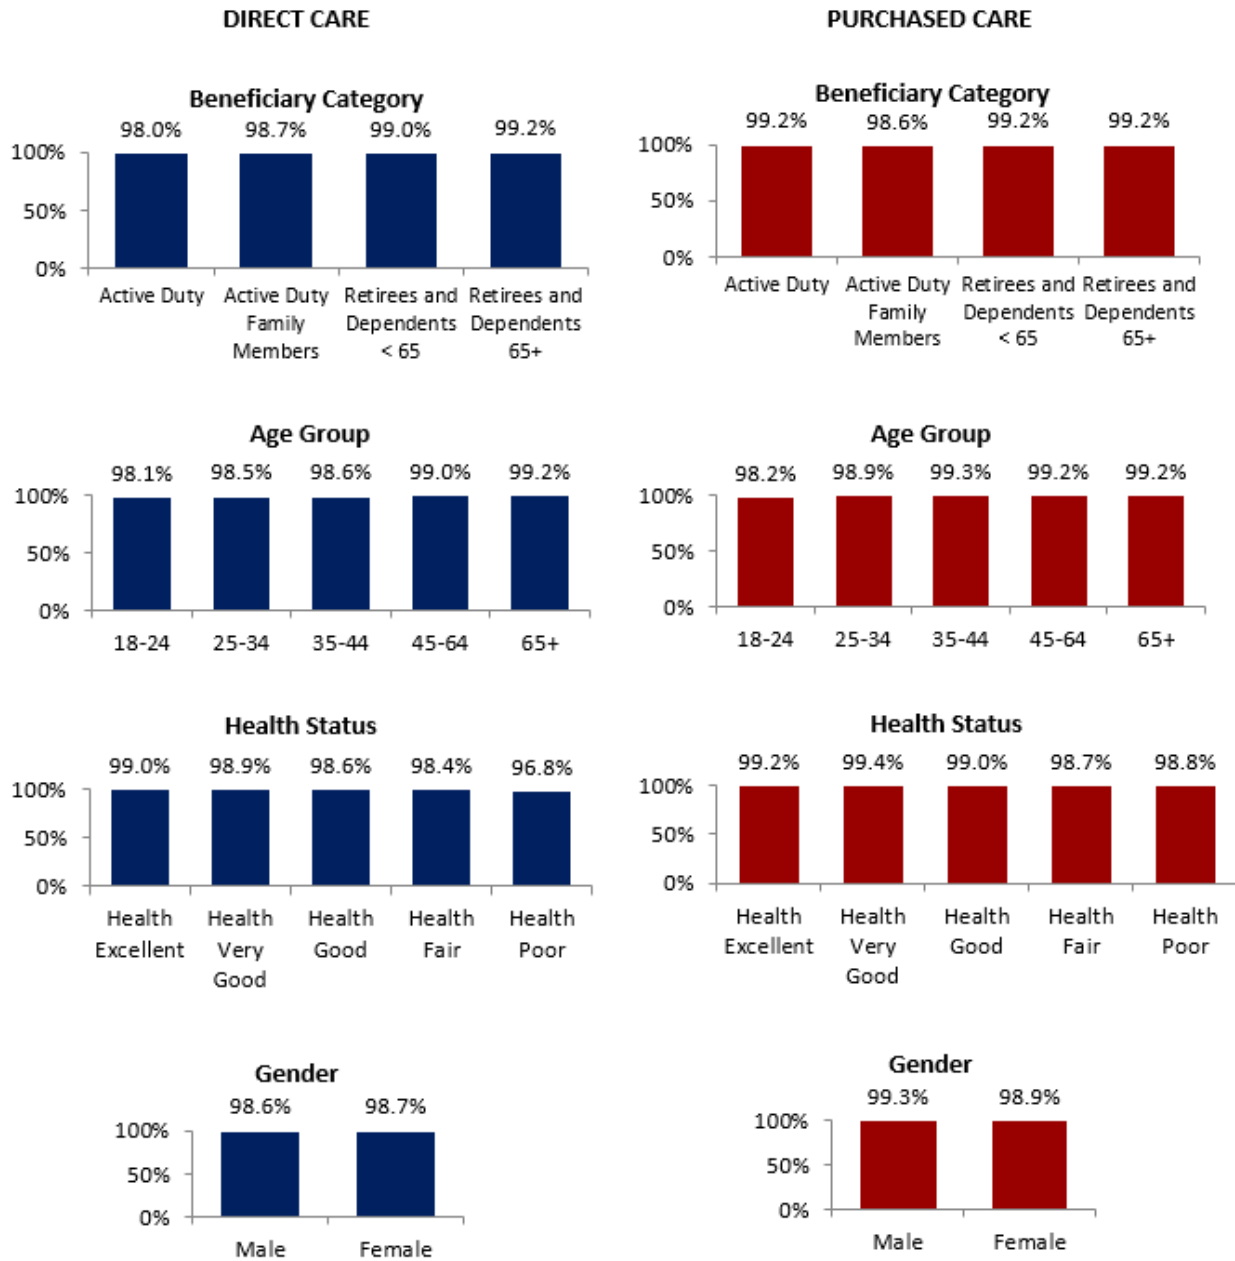 DIRECT CARE
Beneficiary Category
98.0% 98.7% 99.0% 99.2%
100%
50%
0%
Active Duty Active Duty Retirees and Retirees and
Family Dependents Dependents
Members < 65 65+
Age Group
98.1% 98.5% 98.6% 99.0% 99.2%
100%
50%
0%
18-24 25-34 35-44 45-64 65+
Health Status
99.0% 98.9% 98.6% 98.4% 96.8%
100%
50%
0%
Health Health Health Health Health
Excellent Very Good Fair Poor
Good
Gender
98.6% 98.7%
100%
50%
0%
Male Female
PURCHASED CARE
Beneficiary Category
99.2% 98.6% 99.2% 99.2%
100%
50%
0%
Active Duty Active Duty Retirees and Retirees and
Family Dependents Dependents
Members < 65 65+
Age Group
98.2% 98.9% 99.3% 99.2% 99.2%
100%
50%
0%
18-24 25-34 35-44 45-64 65+
Health Status
99.2% 99.4% 99.0% 98.7% 98.8%
100%
50%
0%
Health Health Health Health Health
Excellent Very Good Fair Poor
Good
Gender
99.3% 98.9%
100%
50%
0%
Male Female